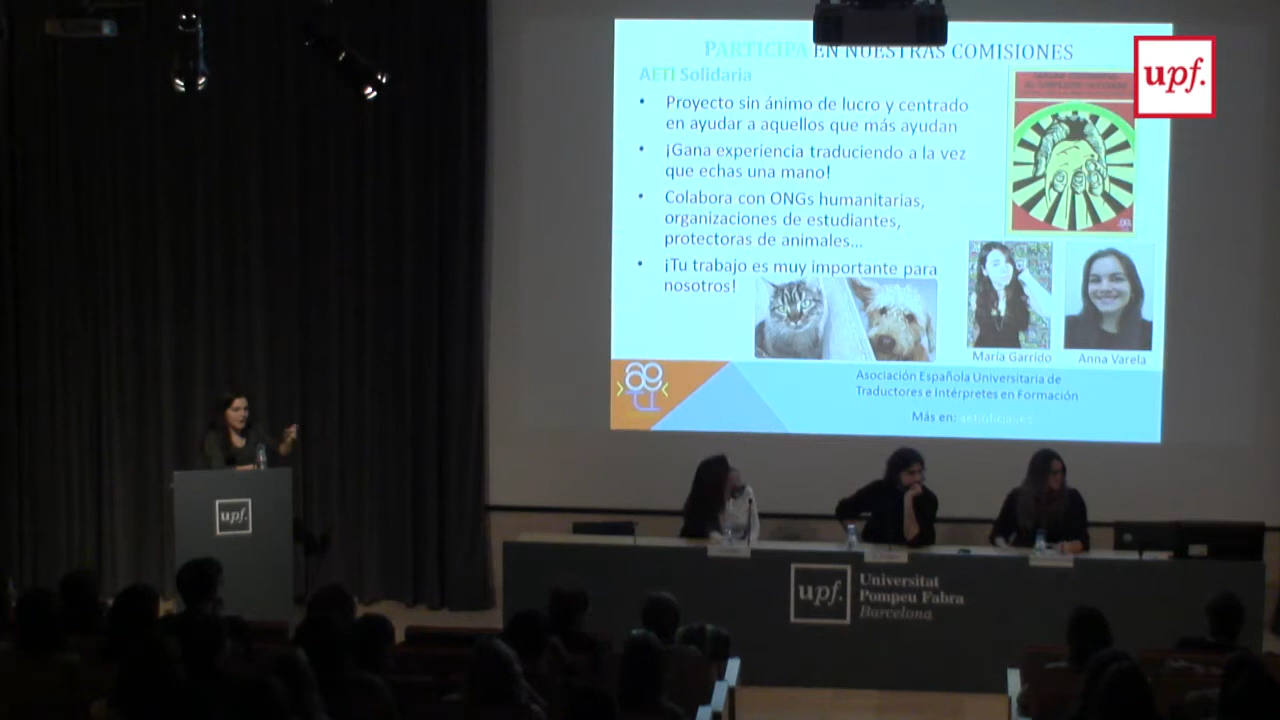 PARTICIPA EN NUESTRAS COMISIONES
AETI Solidaria
• Proyecto sin ánimo de lucro y centrado
en ayudar a aquellos que más ayudan
• ¡Gana experiencia traduciendo a la vez
que echas una mano!
• Colabora con ONGs humanitarias,
organizaciones de estudiantes,
protectoras de animales...
• ¡Tu trabajo es muy importante para
nosotros!
María Garrido
Anna Varela
Asociación Española Universitaria de
Traductores e Intérpretes en Formación
Más en:
aeti
upf.
upf.
upf.
Universitat
Pompeu Fabra
Barcelona